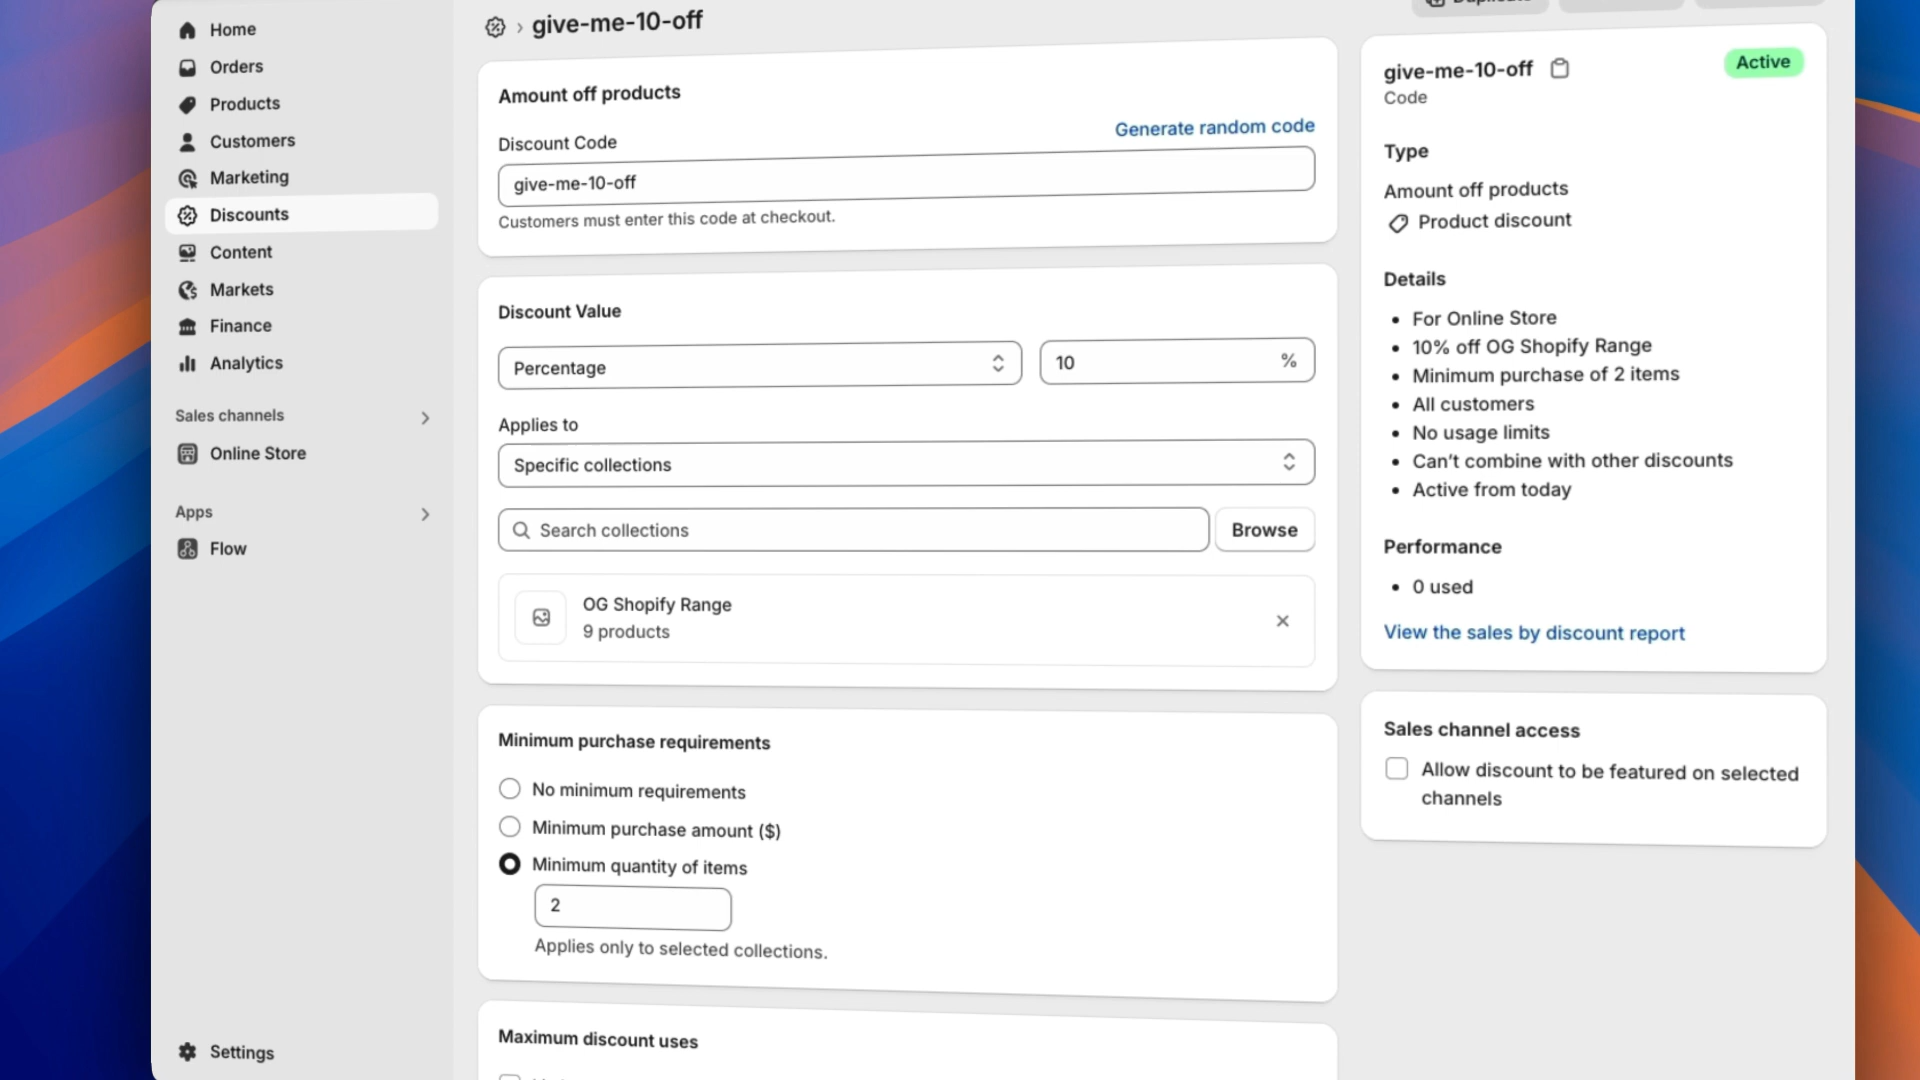 Home
Orders
Products
Customers
Marketing
Discounts
Content
Markets
Finance
Analytics
Sales channels
Online Store
Apps
Flow
Settings
give-me-10-off
Amount off products
Discount Code
Generate random code
give-me-10-off
Customers must enter this code at checkout.
Discount Value
Percentage
10 %
Applies to
Specific collections
Search collections
Browse
OG Shopify Range
9 products
Minimum purchase requirements
No minimum requirements
Minimum purchase amount ($)
Minimum quantity of items
2
Applies only to selected collections.
Maximum discount uses
Duplicate
give-me-10-off
Active
Code
Type
Amount off products
Product discount
Details
For Online Store
10% off OG Shopify Range
Minimum purchase of 2 items
All customers
No usage limits
Can't combine with other discounts
Active from today
Performance
0 used
View the sales by discount report
Sales channel access
Allow discount to be featured on selected
channels